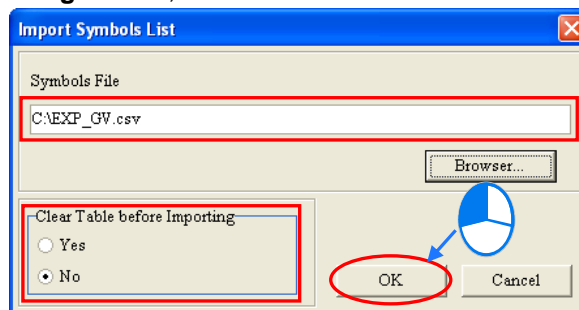 Import Symbols List
Symbols File
C:\EXP_GV.csv
Browser...
Clear Table before Importing
Yes
No
OK
Cancel